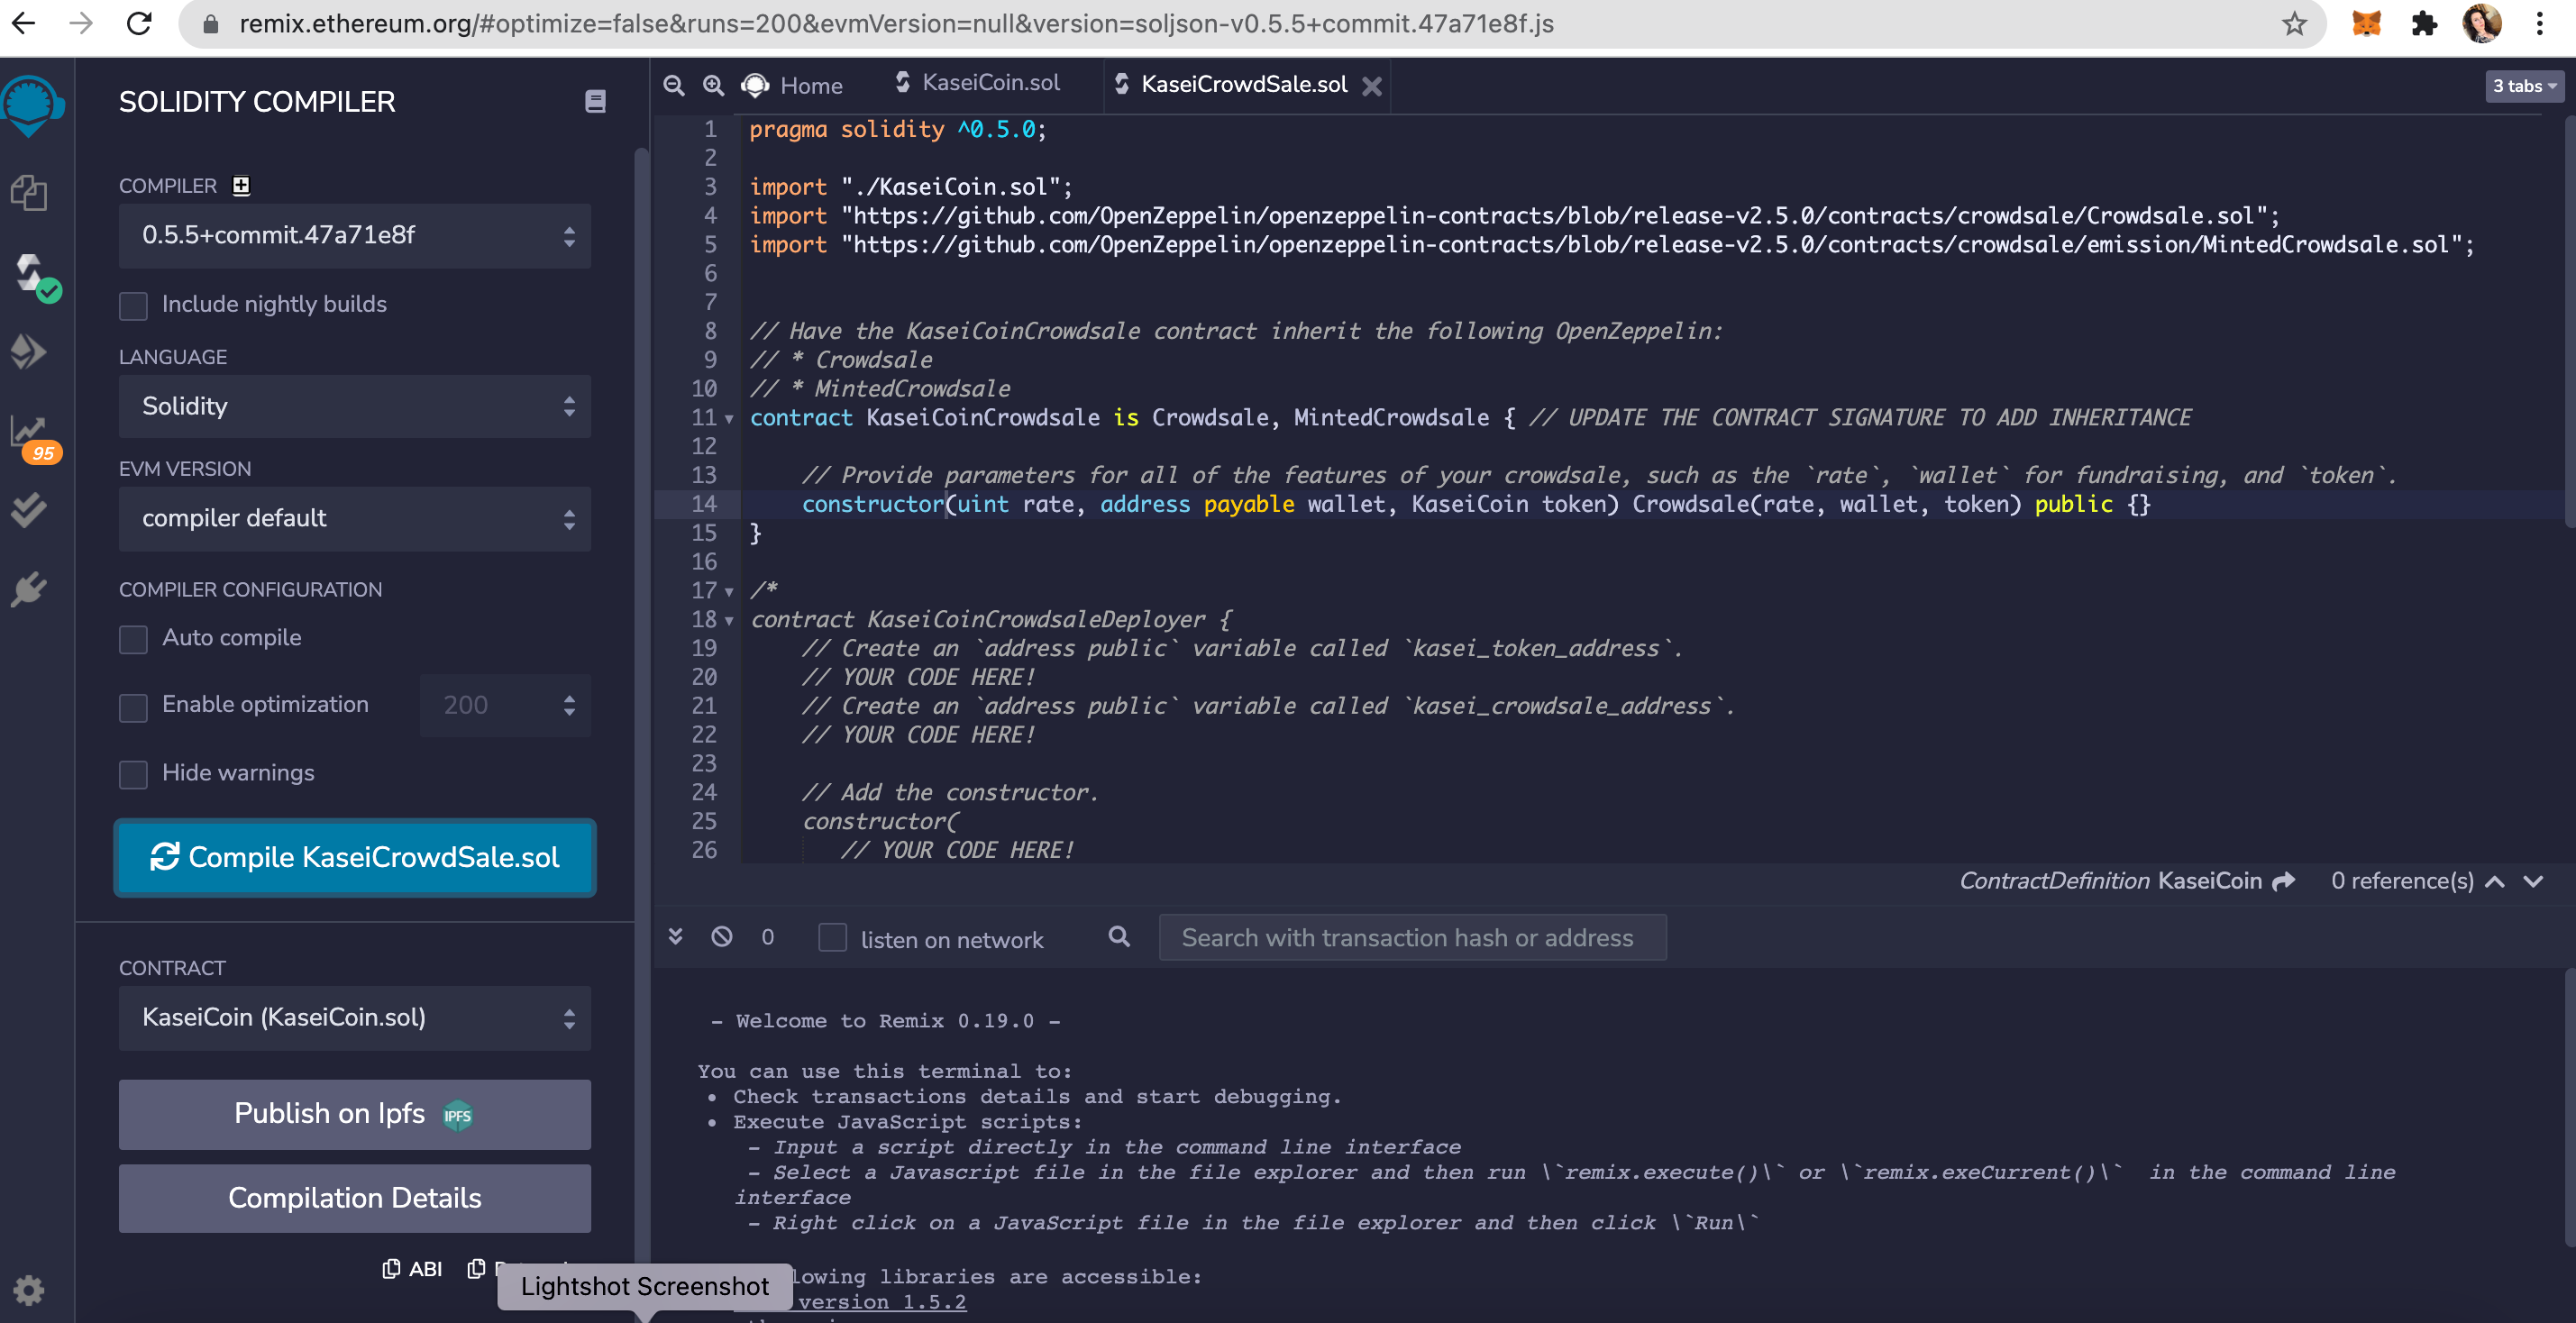 remix.ethereum.org/#optimize=false&runs=200&evmVersion=null&version=soljson-v0.5.5+commit.47a71e8f.js
SOLIDITY COMPILER
COMPILER
0.5.5+commit.47a71e8f
Include nightly builds
LANGUAGE
Solidity
EVM VERSION
compiler default
COMPILER CONFIGURATION
Auto compile
Enable optimization 200
Hide warnings
Compile KaseiCrowdSale.sol
CONTRACT
KaseiCoin (KaseiCoin.sol)
Publish on Ipfs IPFS
Compilation Details
ABI
95
Lightshot Screenshot
Home KaseiCoin.sol KaseiCrowdSale.sol 3 tabs
1 pragma solidity ^0.5.0;
2
3 import "./KaseiCoin.sol";
4 import "https://github.com/OpenZeppelin/openzeppelin-contracts/blob/release-v2.5.0/contracts/crowdsale/Crowdsale.sol";
5 import "https://github.com/OpenZeppelin/openzeppelin-contracts/blob/release-v2.5.0/contracts/crowdsale/emission/MintedCrowdsale.sol";
6
7
8 // Have the KaseiCoinCrowdsale contract inherit the following OpenZeppelin:
9 // * Crowdsale
10 // * MintedCrowdsale
11 contract KaseiCoinCrowdsale is Crowdsale, MintedCrowdsale { // UPDATE THE CONTRACT SIGNATURE TO ADD INHERITANCE
12
13 // Provide parameters for all of the features of your crowdsale, such as the `rate`, `wallet` for fundraising, and `token`.
14 constructor(uint rate, address payable wallet, KaseiCoin token) Crowdsale(rate, wallet, token) public {}
15 }
16
17 /*
18 contract KaseiCoinCrowdsaleDeployer {
19 // Create an `address public` variable called `kasei_token_address`.
20 // YOUR CODE HERE!
21 // Create an `address public` variable called `kasei_crowdsale_address`.
22 // YOUR CODE HERE!
23
24 // Add the constructor.
25 constructor(
26 // YOUR CODE HERE!
ContractDefinition KaseiCoin 0 reference(s)
0 listen on network Search with transaction hash or address
- Welcome to Remix 0.19.0 -
You can use this terminal to:
• Check transactions details and start debugging.
• Execute JavaScript scripts:
- Input a script directly in the command line interface
- Select a Javascript file in the file explorer and then run \`remix.execute()\` or \`remix.exeCurrent()\` in the command line
interface
- Right click on a JavaScript file in the file explorer and then click \`Run\`
libraries are accessible:
version 1.5.2